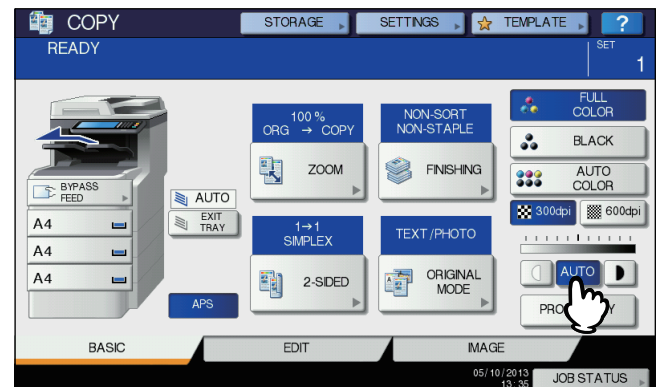 COPY
STORAGE
SETTINGS
TEMPLATE
?
READY
SET
1
100 %
ORG → COPY
ZOOM
NON-SORT
NON-STAPLE
FINISHING
FULL
COLOR
BLACK
AUTO
COLOR
300dpi
600dpi
BYPASS
FEED
A4
A4
A4
AUTO
EXIT
TRAY
APS
1→1
SIMPLEX
2-SIDED
TEXT/PHOTO
ORIGINAL
MODE
AUTO
BASIC
EDIT
IMAGE
05/10/2013
13:35
JOB STATUS